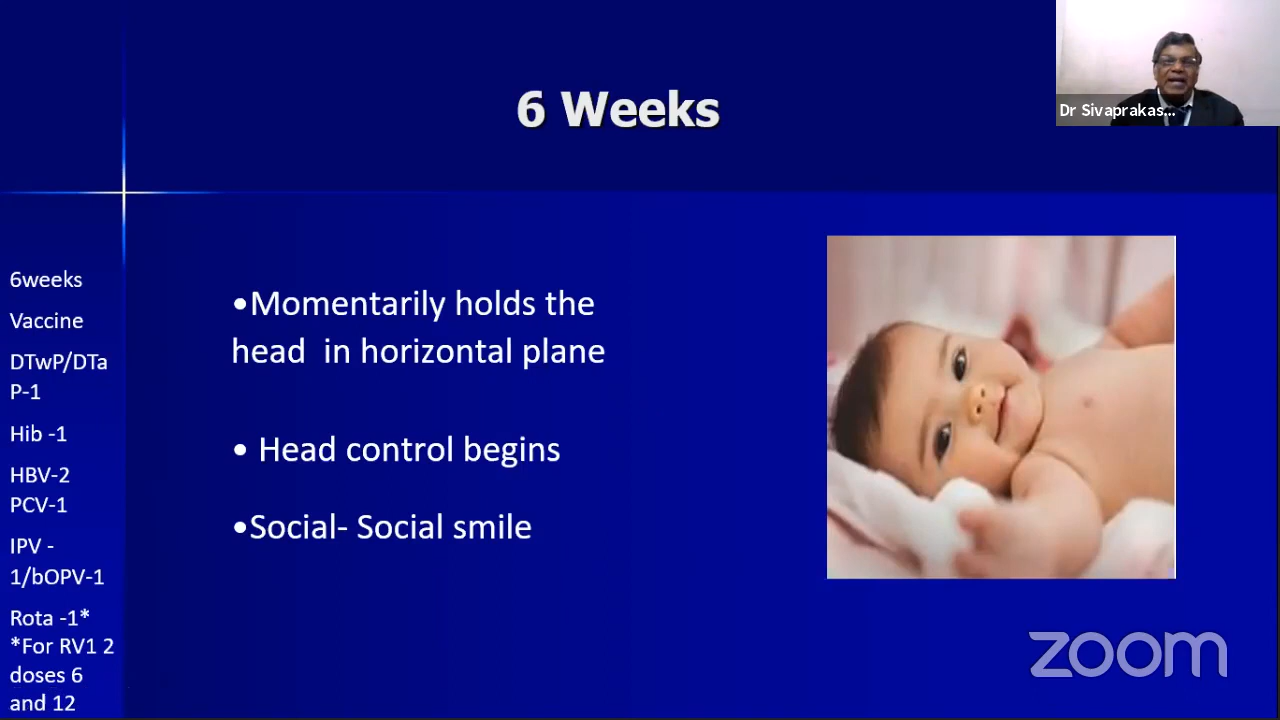 6 Weeks
Dr Sivaprakas...
6weeks
Vaccine
DTwP/DTa
P-1
Hib -1
HBV-2
PCV-1
IPV -
1/bOPV-1
Rota -1*
*For RV1 2
doses 6
and 12
•Momentarily holds the
head  in horizontal plane
• Head control begins
•Social- Social smile
zoom